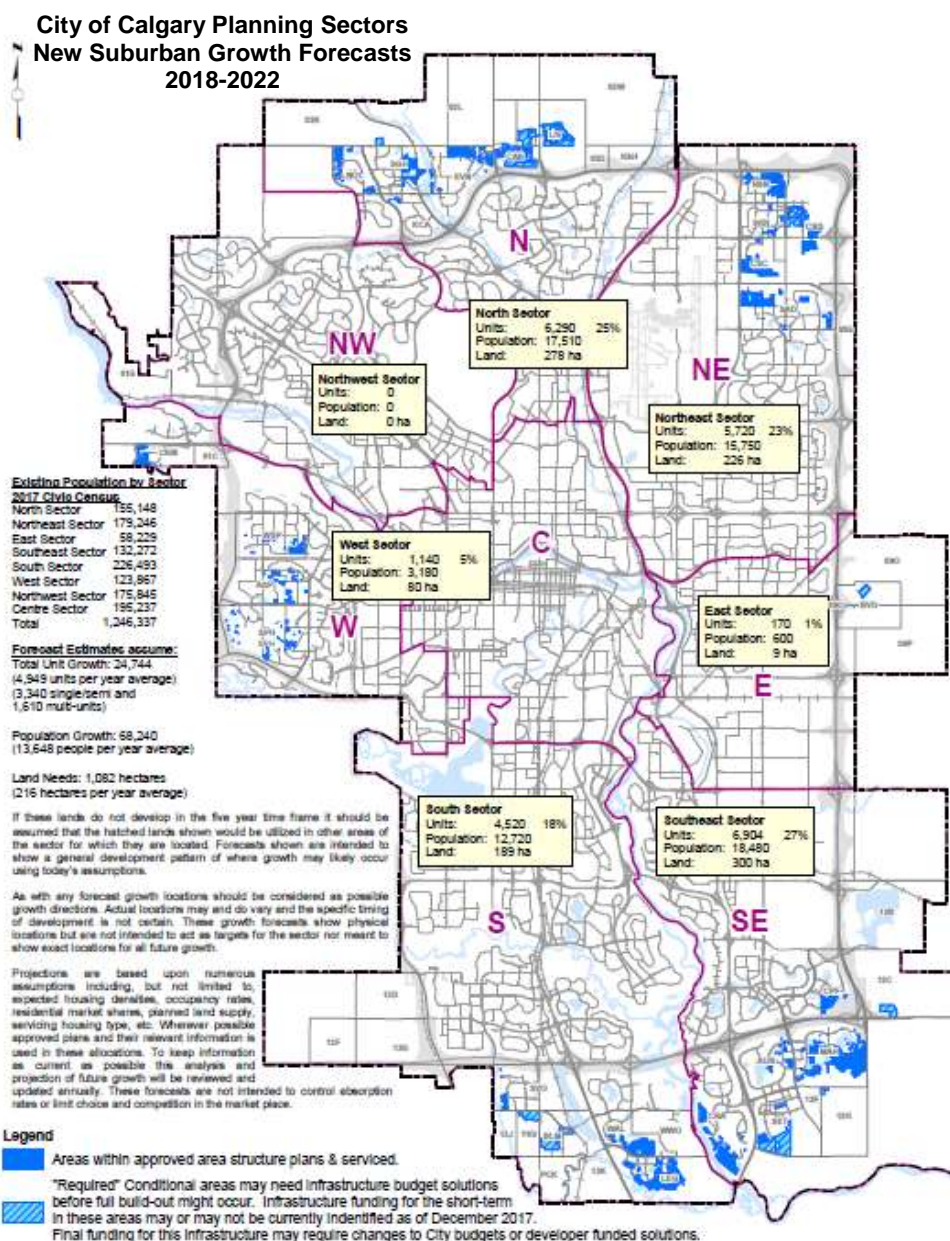 City of Calgary Planning Sectors
New Suburban Growth Forecasts
2018-2022
N
North Sector
Units: 6,290 25%
Population: 17,510
Land: 278 ha
NW
Northwest Sector
Units: 0
Population: 0
Land: 0 ha
NE
Northeast Sector
Units: 5,720 23%
Population: 15,750
Land: 226 ha
Existing Population by Sector
2017 Civic Census
North Sector 155,148
Northeast Sector 179,246
East Sector 58,229
Southeast Sector 132,272
South Sector 226,493
West Sector 123,867
Northwest Sector 175,845
Centre Sector 195,237
Total 1,246,337
C
West Sector
Units: 1,140 5%
Population: 3,180
Land: 80 ha
W
East Sector
Units: 170 1%
Population: 600
Land: 9 ha
E
Forecast Estimates assume:
Total Unit Growth: 24,744
(4,949 units per year average)
(3,340 single/semi and
1,610 multi-units)
Population Growth: 68,240
(13,648 people per year average)
Land Needs: 1,082 hectares
(216 hectares per year average)
South Sector
Units: 4,520 18%
Population: 12,720
Land: 189 ha
Southeast Sector
Units: 6,904 27%
Population: 18,480
Land: 300 ha
S
SE
If these lands do not develop in the five year time frame it should be
assumed that the hatched lands shown would be utilized in other areas of
the sector for which they are located. Forecasts shown are intended to
show a general development pattern of where growth may likely occur
using today's assumptions.
As with any forecast growth locations should be considered as possible
growth directions. Actual locations may and do vary and the specific timing
of development is not certain. These growth forecasts show physical
locations but are not intended to act as targets for the sector nor meant to
show exact locations for all future growth.
Projections are based upon numerous
assumptions including, but not limited to,
expected housing densities, occupancy rates,
residential market shares, planned land supply,
servicing housing type, etc. Wherever possible
approved plans and their relevant information is
used in these allocations. To keep information
as current as possible this analysis and
projection of future growth will be reviewed and
updated annually. These forecasts are not intended to control absorption
rates or limit choice and competition in the market place.
Legend
Areas within approved area structure plans & serviced.
"Required" Conditional areas may need infrastructure budget solutions
before full build-out might occur. Infrastructure funding for the short-term
in these areas may or may not be currently indentified as of December 2017.
Final funding for this infrastructure may require changes to City budgets or developer funded solutions.